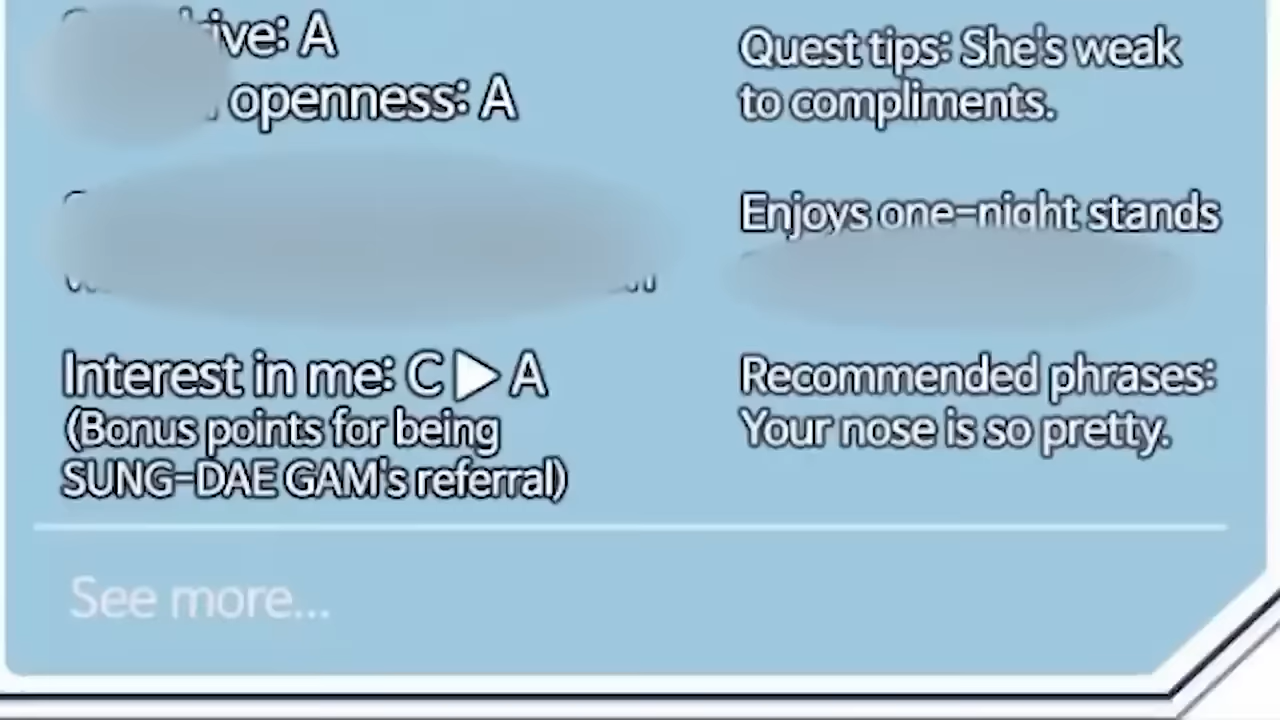 ive: A
openness: A
Interest in me: C ▶ A
(Bonus points for being
SUNG-DAE GAM's referral)
Quest tips: She's weak
to compliments.
Enjoys one-night stands
Recommended phrases:
Your nose is so pretty.
See more...